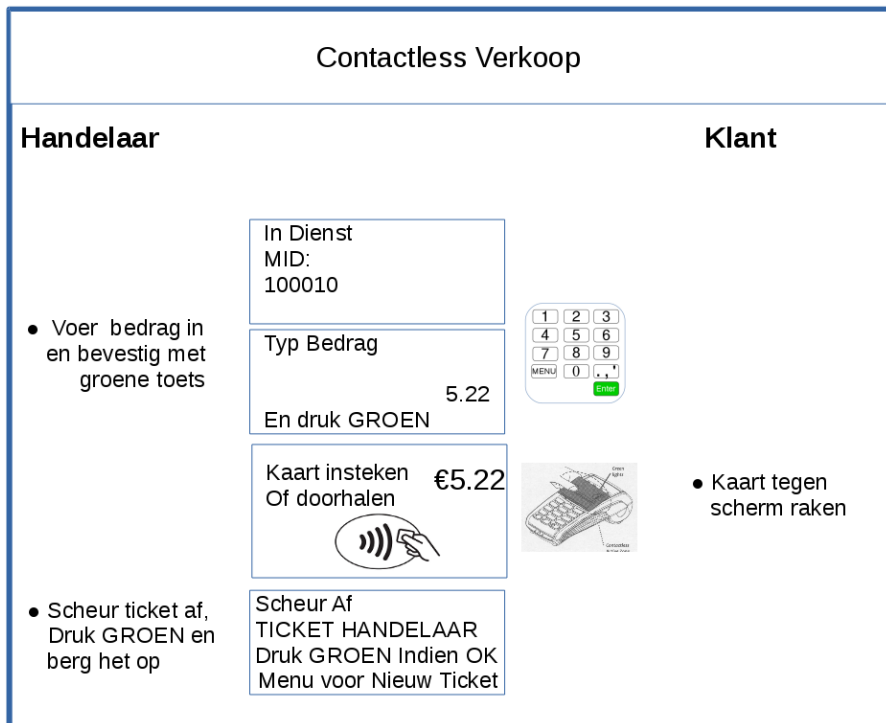 Contactless Verkoop
Handelaar
Klant
In Dienst
MID:
100010
● Voer bedrag in
en bevestig met
groene toets
Typ Bedrag
5.22
En druk GROEN
1 2 3
4 5 6
7 8 9
MENU 0 . , '
Enter
Kaart insteken €5.22
Of doorhalen
Green
lights
Contactless
● Kaart tegen
scherm raken
● Scheur ticket af,
Druk GROEN en
berg het op
Scheur Af
TICKET HANDELAAR
Druk GROEN Indien OK
Menu voor Nieuw Ticket